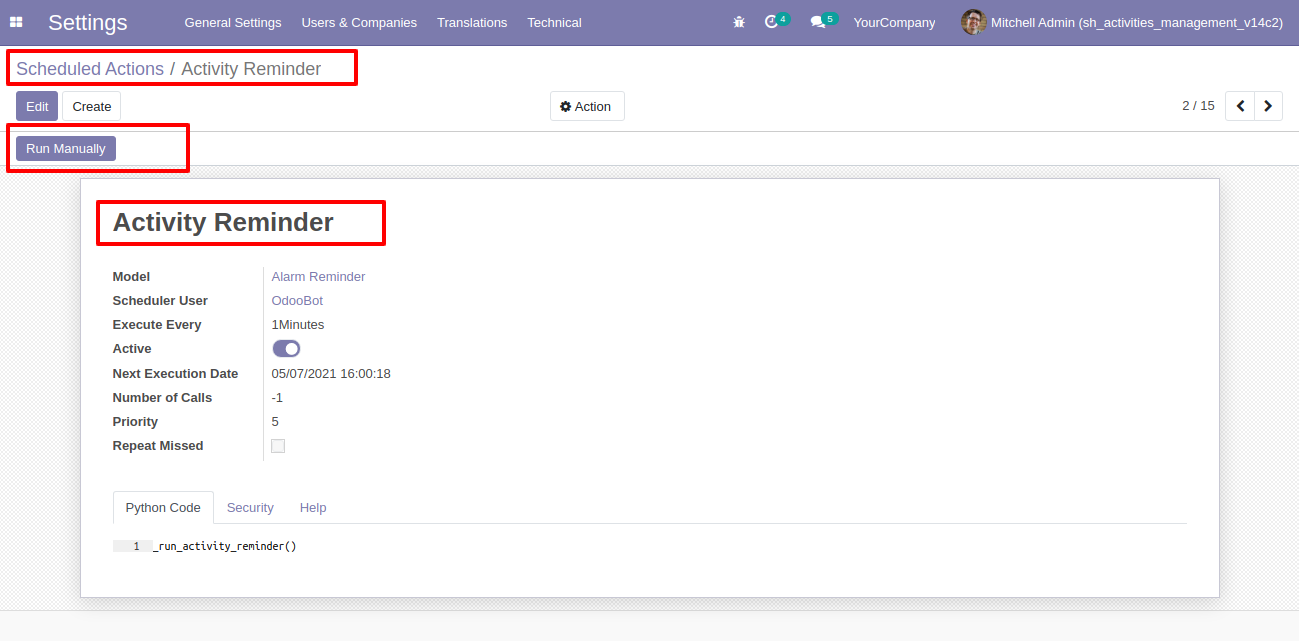 Settings General Settings Users & Companies Translations Technical 4 5 YourCompany Mitchell Admin (sh_activities_management_v14c2)
Scheduled Actions / Activity Reminder
Edit Create Action 2 / 15
Run Manually
Activity Reminder
Model Alarm Reminder
Scheduler User OdooBot
Execute Every 1Minutes
Active
Next Execution Date 05/07/2021 16:00:18
Number of Calls -1
Priority 5
Repeat Missed
Python Code Security Help
1 _run_activity_reminder()